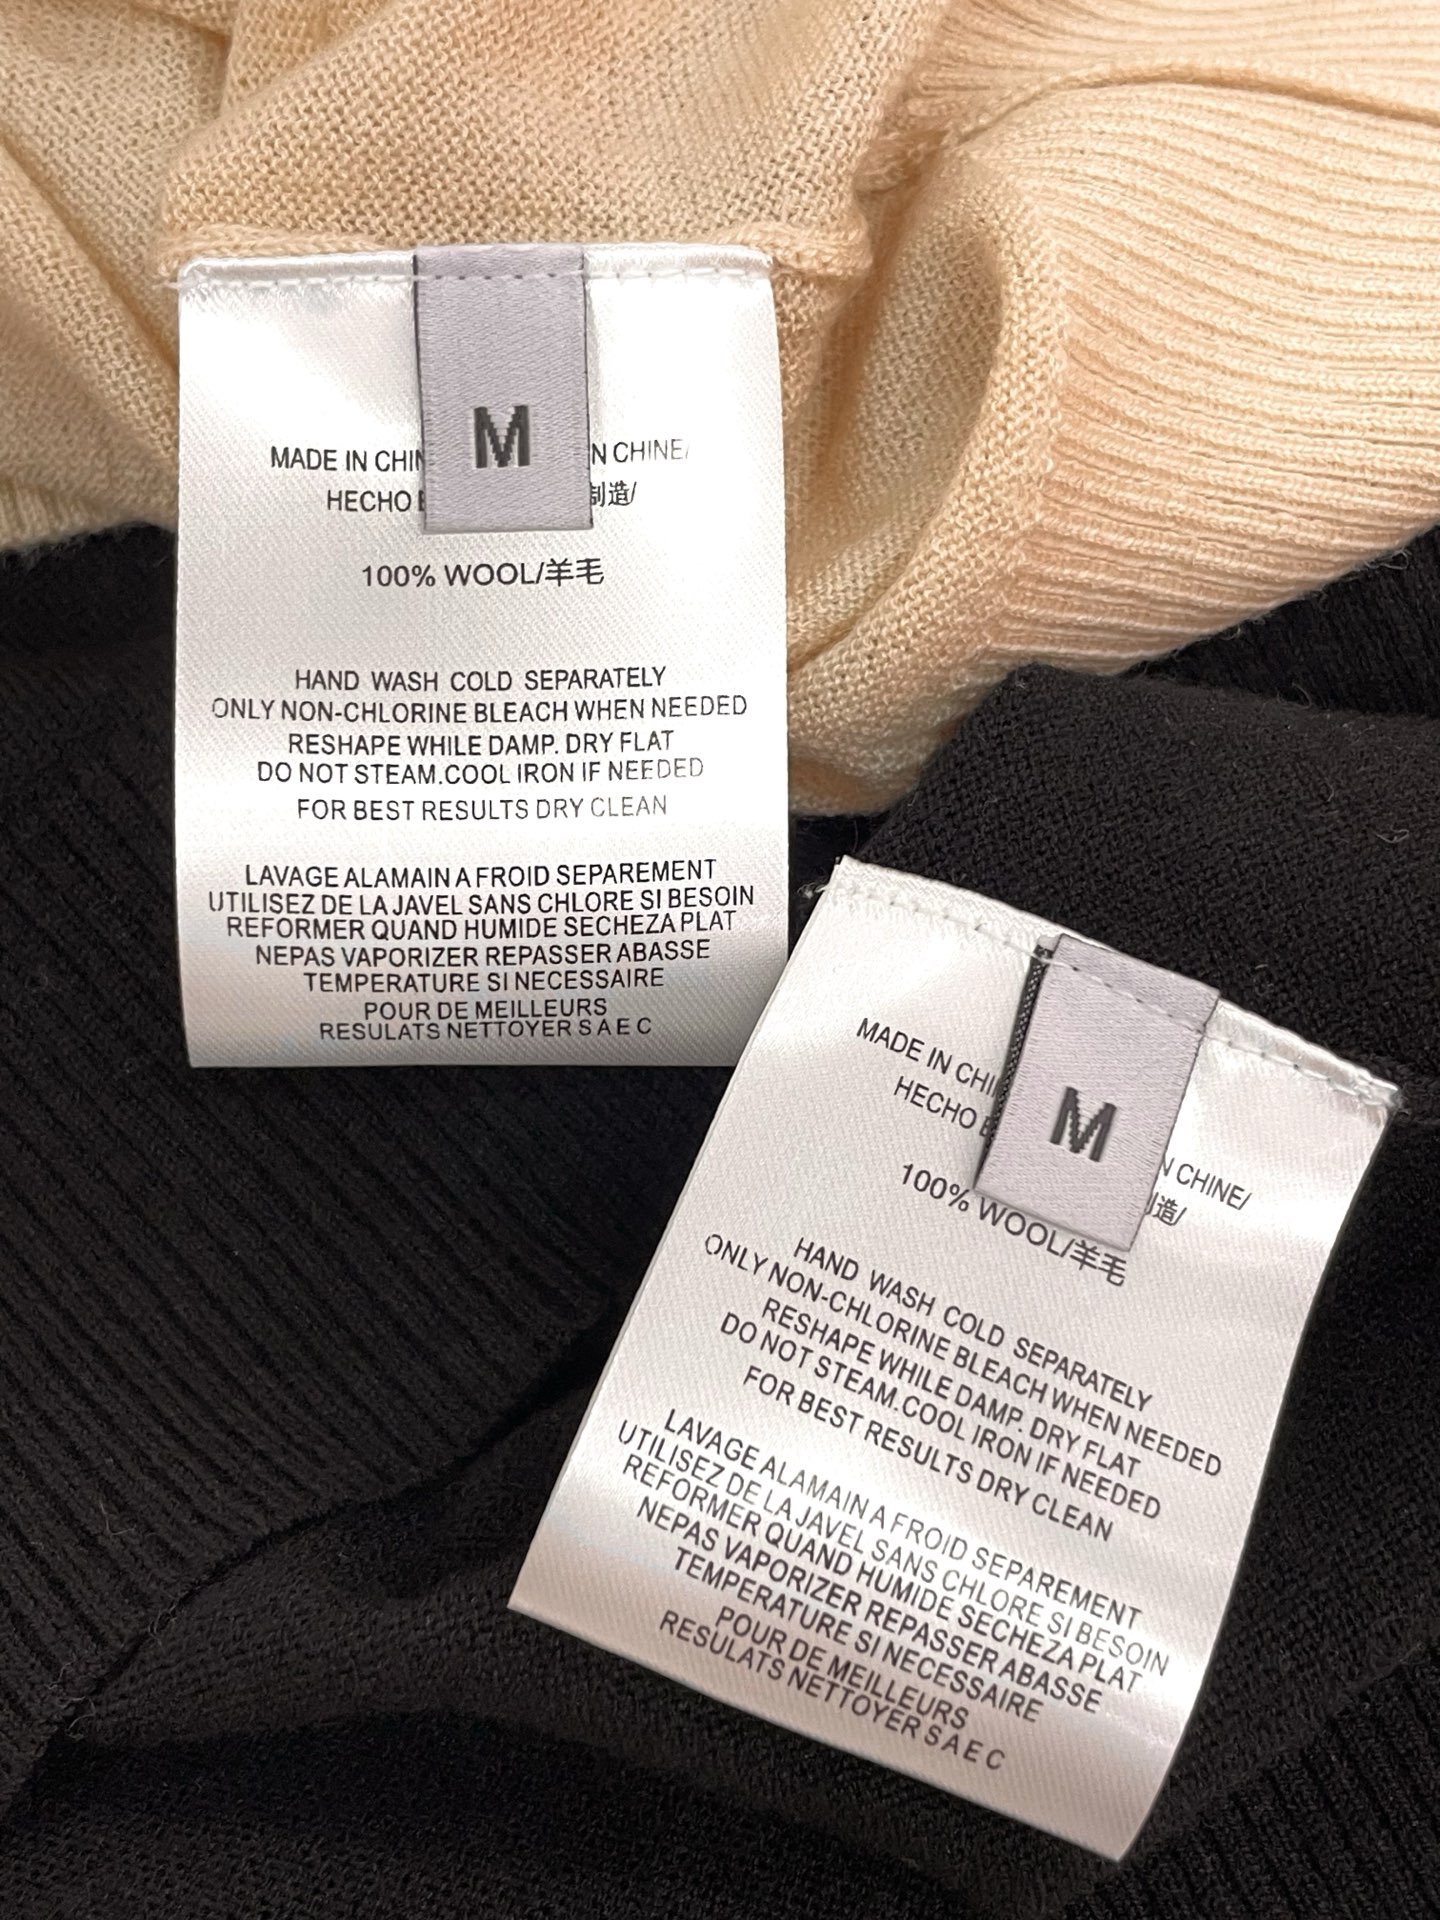 M
MADE IN CHIN N CHINE/
HECHO 制造/
100% WOOL/羊毛
HAND WASH COLD SEPARATELY
ONLY NON-CHLORINE BLEACH WHEN NEEDED
RESHAPE WHILE DAMP. DRY FLAT
DO NOT STEAM.COOL IRON IF NEEDED
FOR BEST RESULTS DRY CLEAN
LAVAGE ALAMAIN A FROID SEPAREMENT
UTILISEZ DE LA JAVEL SANS CHLORE SI BESOIN
REFORMER QUAND HUMIDE SECHEZA PLAT
NEPAS VAPORIZER REPASSER ABASSE
TEMPERATURE SI NECESSAIRE
POUR DE MEILLEURS
RESULATS NETTOYER S A E C
M
MADE IN CHI N CHINE/
HECHO 造/
100% WOOL/羊毛
HAND WASH COLD SEPARATELY
ONLY NON-CHLORINE BLEACH WHEN NEEDED
RESHAPE WHILE DAMP. DRY FLAT
DO NOT STEAM.COOL IRON IF NEEDED
FOR BEST RESULTS DRY CLEAN
LAVAGE ALAMAIN A FROID SEPAREMENT
UTILISEZ DE LA JAVEL SANS CHLORE SI BESOIN
REFORMER QUAND HUMIDE SECHEZA PLAT
NEPAS VAPORIZER REPASSER ABASSE
TEMPERATURE SI NECESSAIRE
POUR DE MEILLEURS
RESULATS NETTOYER S A E C